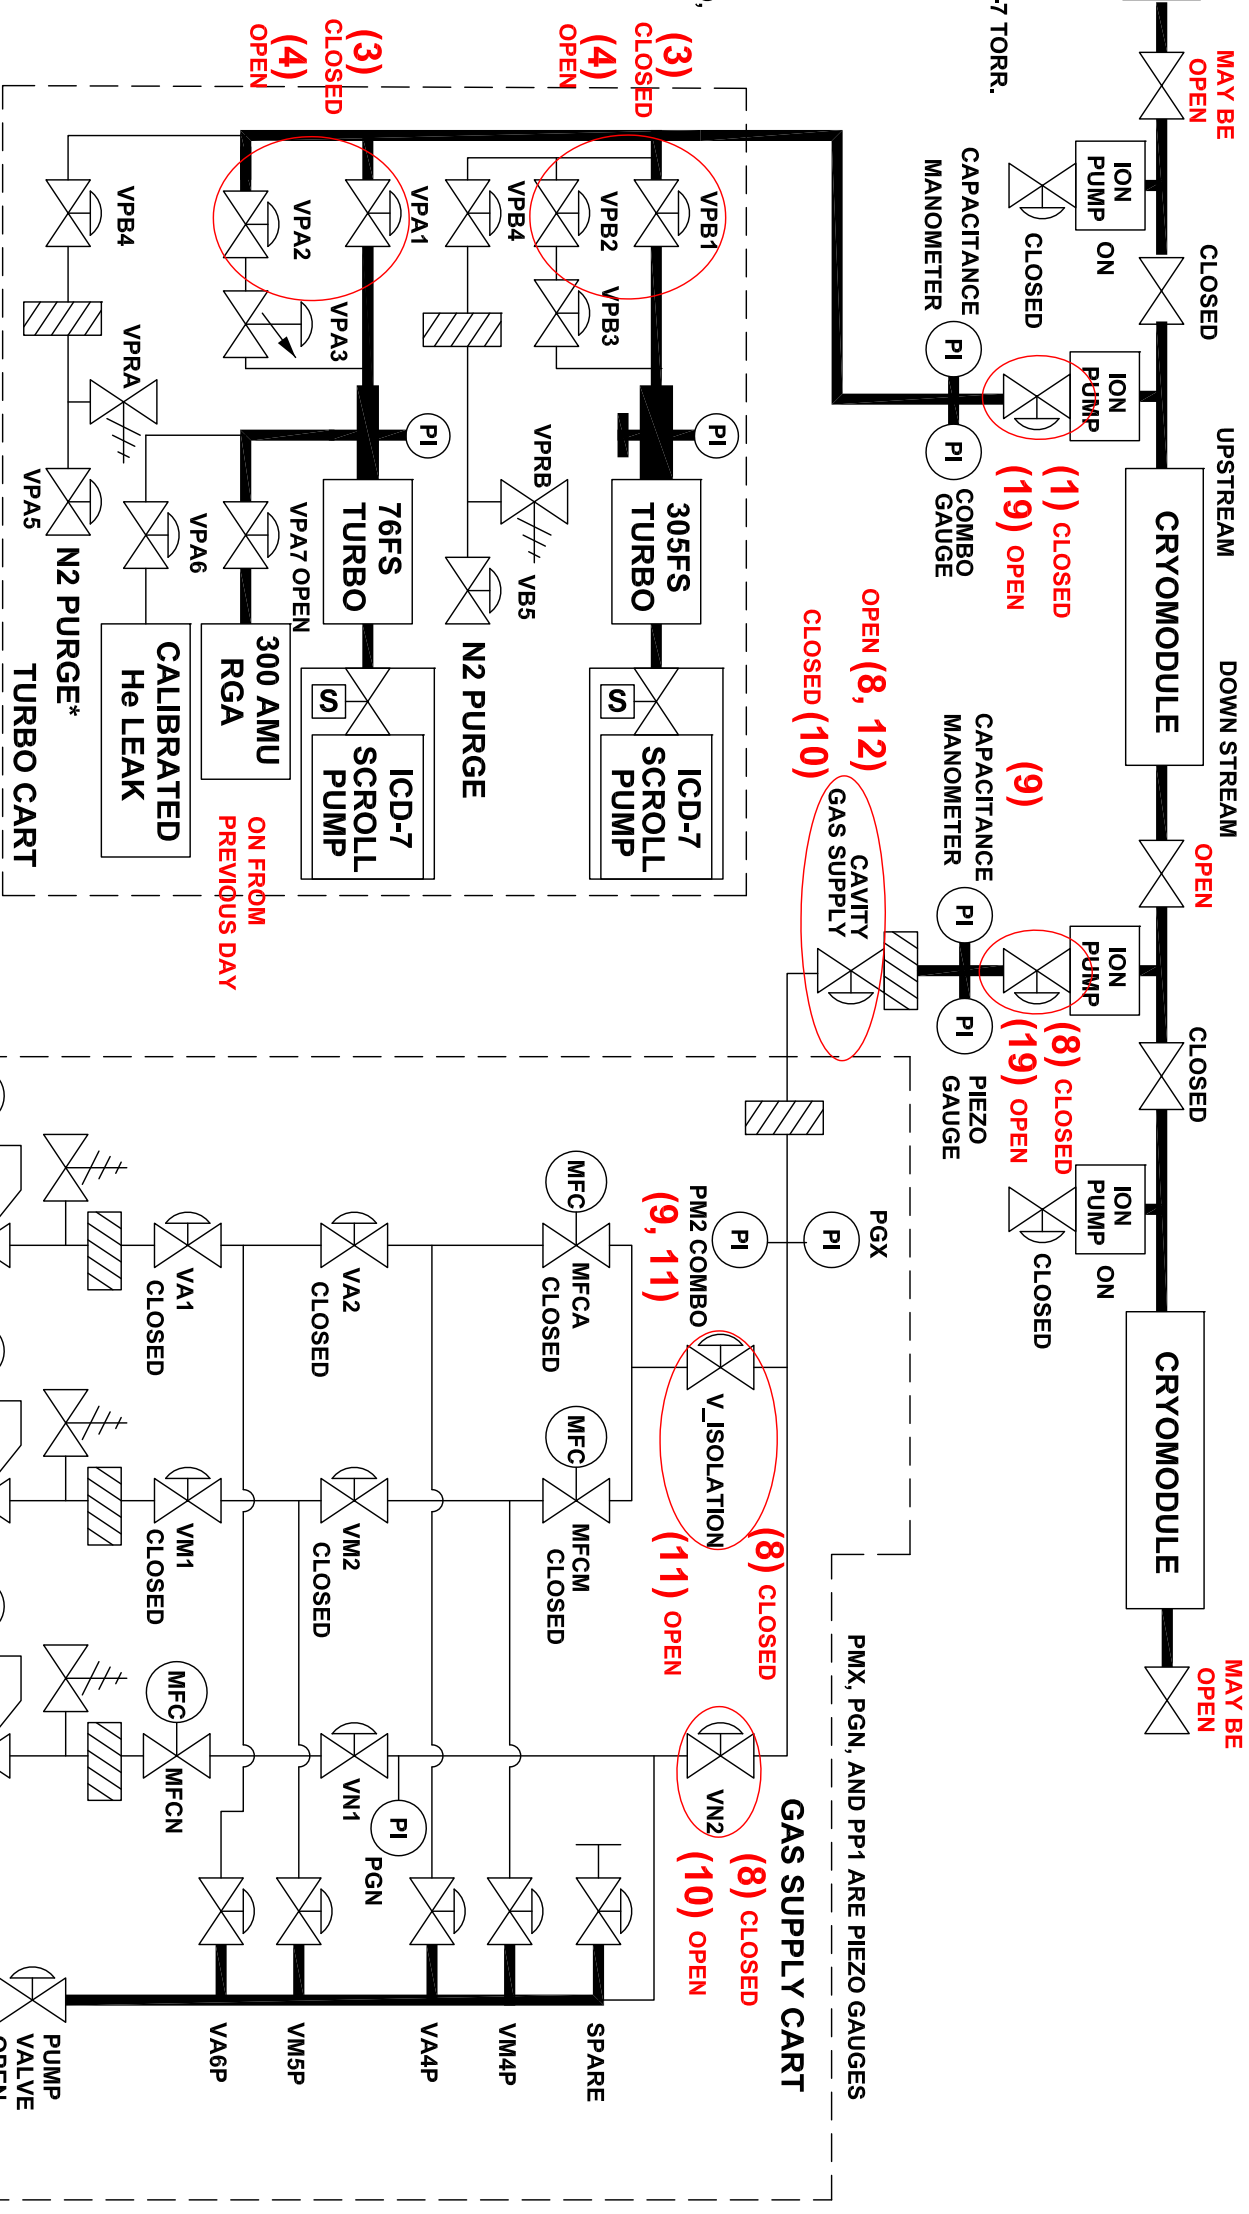 -7 TORR.
MAY BE
OPEN
ION
PUMP
ON
CLOSED
CLOSED
CAPACITANCE
MANOMETER
PI
PI
COMBO
GAUGE
ION
PUMP
(1) CLOSED
(19) OPEN
UPSTREAM
CRYOMODULE
DOWN STREAM
OPEN
ION
PUMP
(8) CLOSED
(19) OPEN
(9)
CAPACITANCE
MANOMETER
PI
PI
PIEZO
GAUGE
CLOSED
ION
PUMP
ON
CLOSED
CRYOMODULE
MAY BE
OPEN
OPEN (8, 12)
CLOSED (10)
CAVITY
GAS SUPPLY
(3)
CLOSED
(4)
OPEN
(3)
CLOSED
(4)
OPEN
VPB1
VPB2
VPB3
VPB4
PI
305FS
TURBO
S
ICD-7
SCROLL
PUMP
VPRB
VB5
N2 PURGE
VPA1
VPA2
VPA3
PI
76FS
TURBO
S
ICD-7
SCROLL
PUMP
VPA7 OPEN
300 AMU
RGA
ON FROM
PREVIOUS DAY
VPA6
CALIBRATED
He LEAK
VPB4
VPRA
VPA5
N2 PURGE*
TURBO CART
PMX, PGN, AND PP1 ARE PIEZO GAUGES
GAS SUPPLY CART
PGX
PI
PI
PM2 COMBO
(9, 11)
V_ISOLATION
(8) CLOSED
(11) OPEN
VN2
(8) CLOSED
(10) OPEN
MFC
MFCA
CLOSED
MFC
MFCM
CLOSED
VA2
CLOSED
VM2
CLOSED
VN1
PI
PGN
VA1
CLOSED
VM1
CLOSED
MFC
MFCN
SPARE
VM4P
VA4P
VM5P
VA6P
PUMP
VALVE